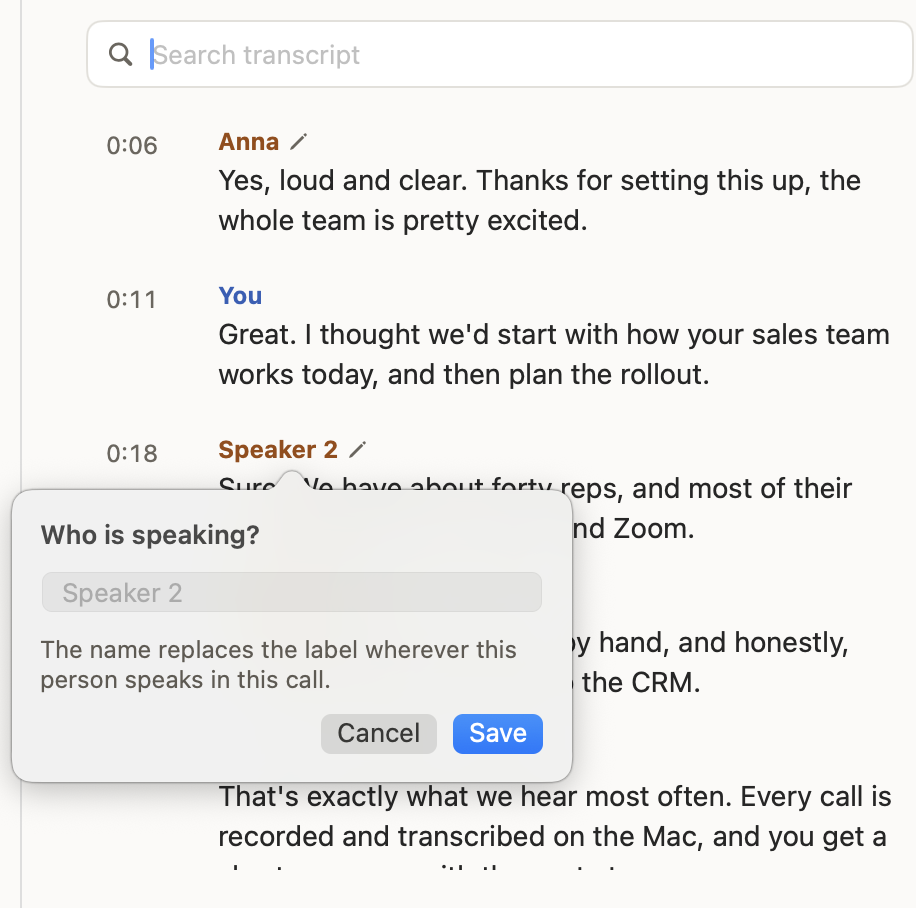 Search transcript
0:06
Anna
Yes, loud and clear. Thanks for setting this up, the
whole team is pretty excited.
0:11
You
Great. I thought we'd start with how your sales team
works today, and then plan the rollout.
0:18
Speaker 2
Sure. We have about forty reps, and most of their
nd Zoom.
Who is speaking?
Speaker 2
The name replaces the label wherever this
person speaks in this call.
Cancel
Save
by hand, and honestly,
the CRM.
That's exactly what we hear most often. Every call is
recorded and transcribed on the Mac, and you get a